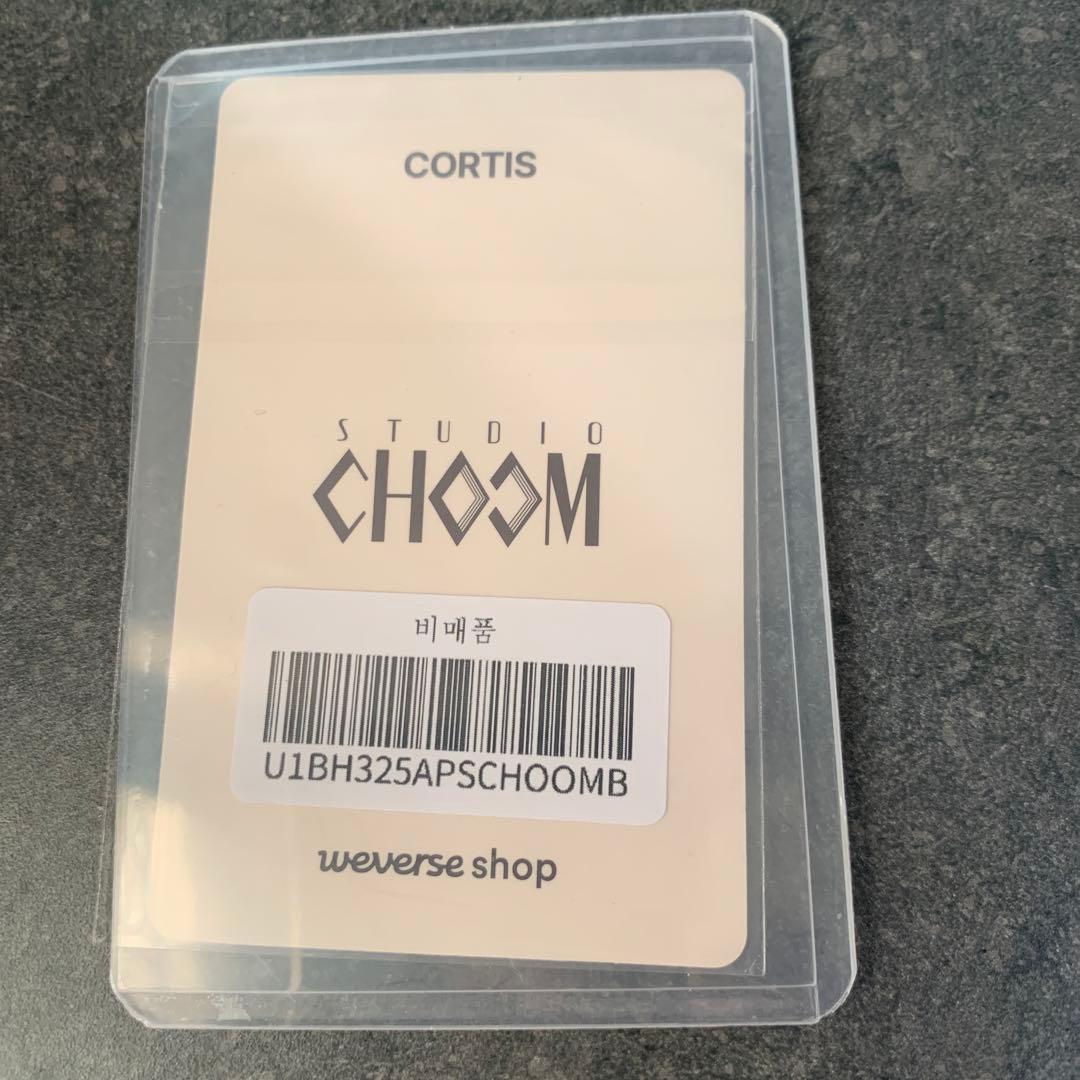 CORTIS
STUDIO
CHOOM
비매품
U1BH325APSCHOOMB
weverse shop